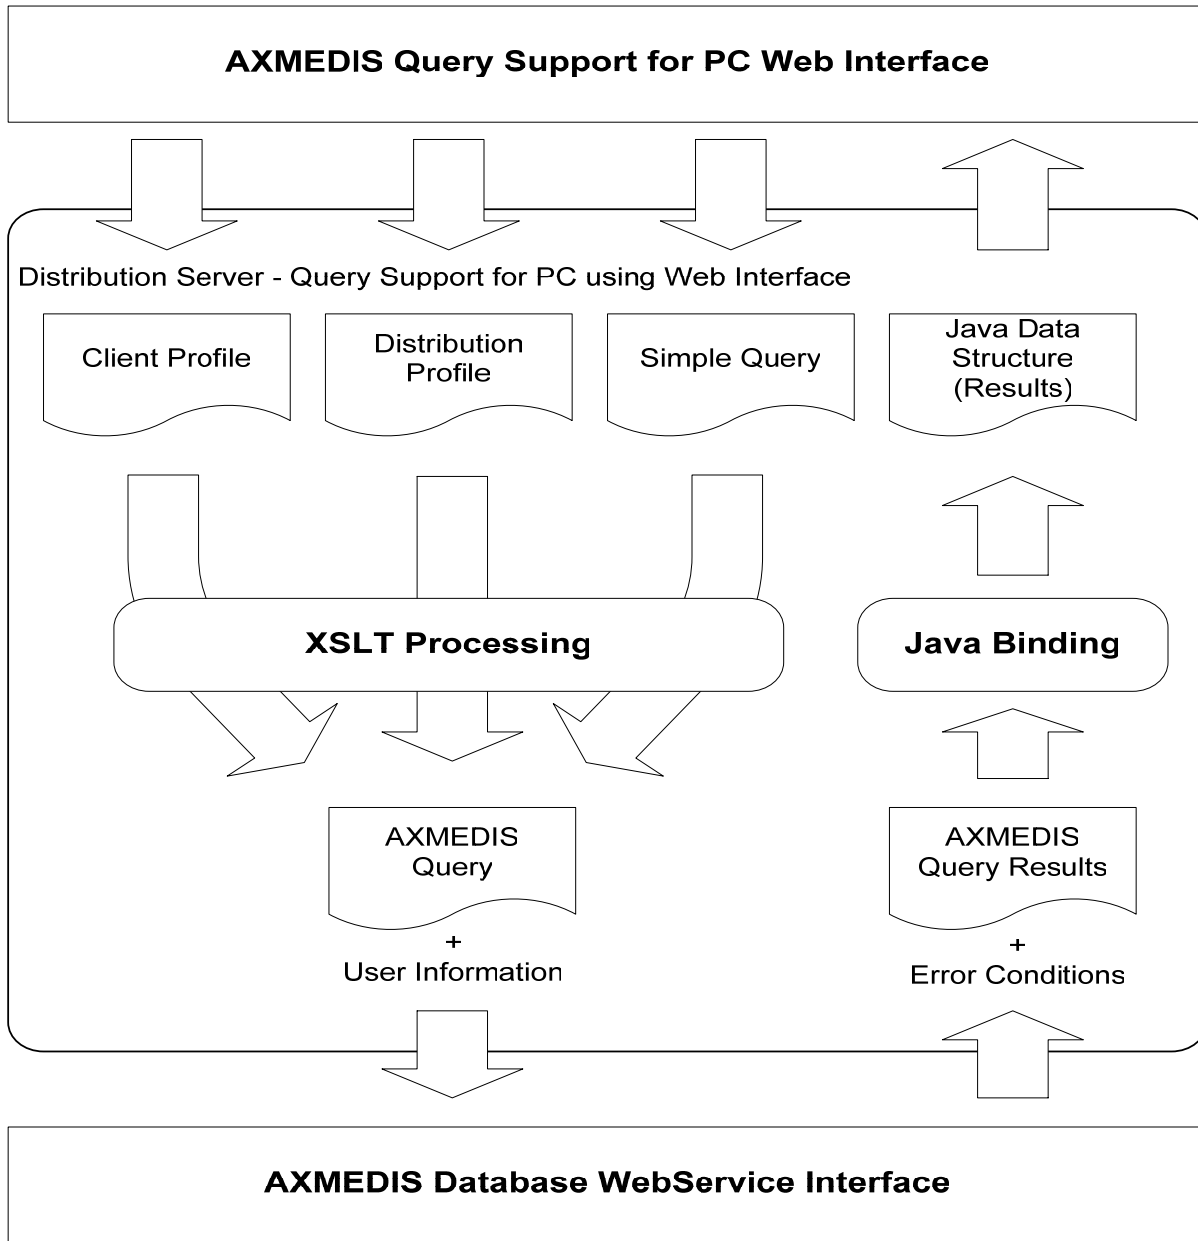 AXMEDIS Query Support for PC Web Interface
Distribution Server - Query Support for PC using Web Interface
Client Profile
Distribution
Profile
Simple Query
Java Data
Structure
(Results)
XSLT Processing
Java Binding
AXMEDIS
Query
+
User Information
AXMEDIS
Query Results
+
Error Conditions
AXMEDIS Database WebService Interface